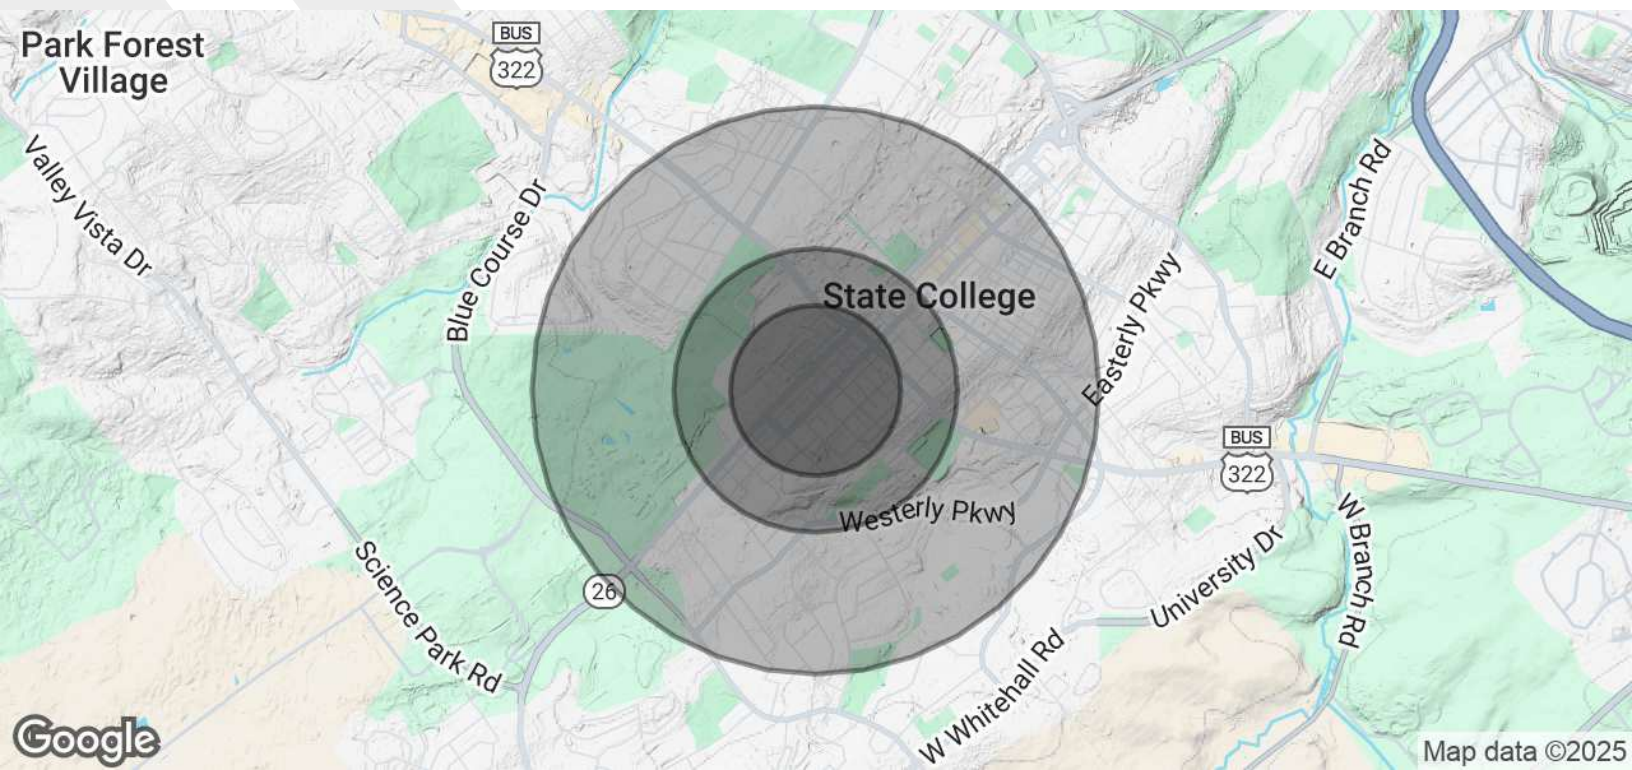 Park Forest
Village
BUS
322
Valley Vista Dr
Blue Course Dr
E Branch Rd
State College
Easterly Pkwy
BUS
322
Westerly Pkwy
W Branch Rd
University Dr
Science Park Rd
26
W Whitehall Rd
Google
Map data ©2025